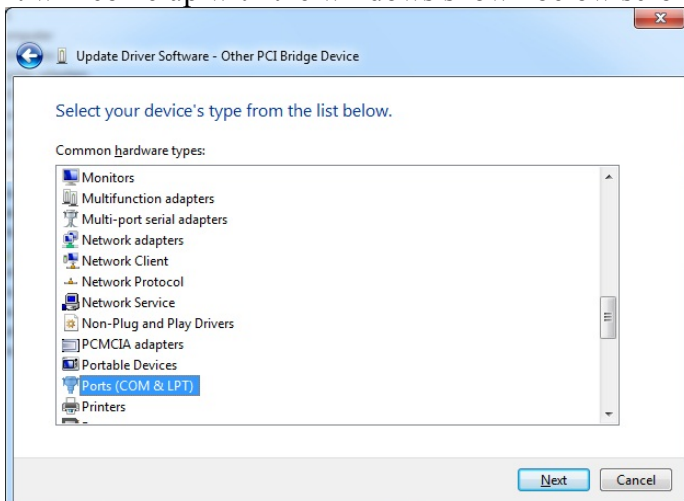 Update Driver Software - Other PCI Bridge Device
Select your device's type from the list below.
Common hardware types:
Monitors
Multifunction adapters
Multi-port serial adapters
Network adapters
Network Client
Network Protocol
Network Service
Non-Plug and Play Drivers
PCMCIA adapters
Portable Devices
Ports (COM & LPT)
Printers
Next Cancel